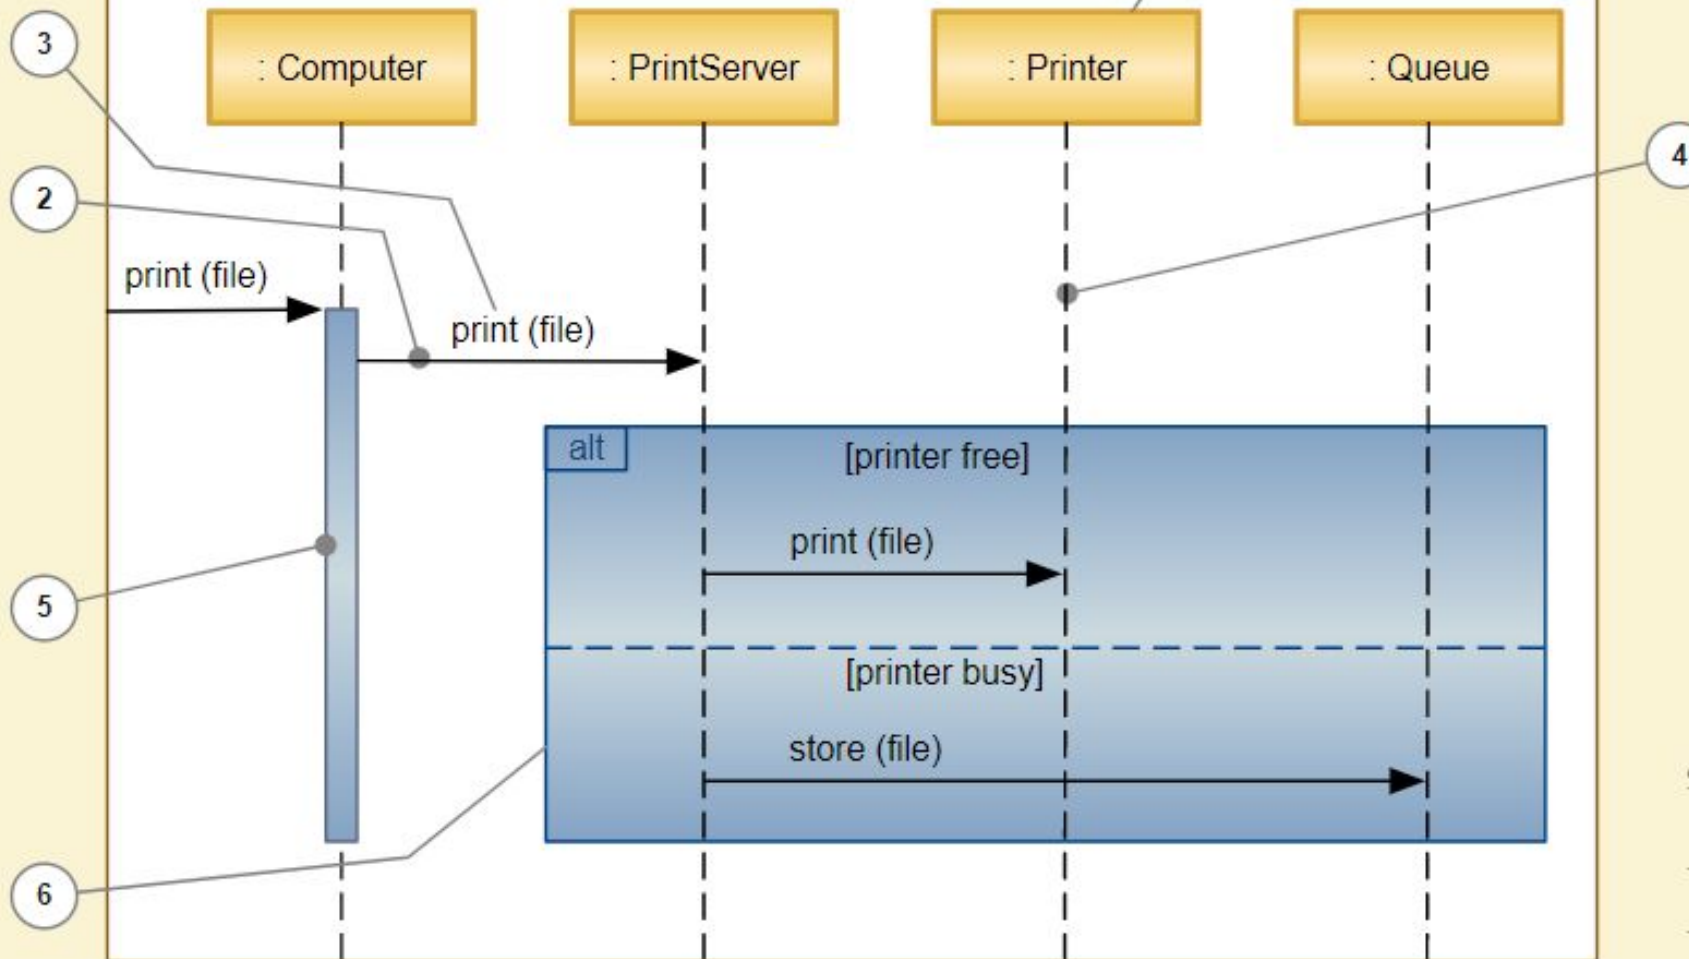 3
: Computer
: PrintServer
: Printer
: Queue
4
2
print (file)
print (file)
alt
[printer free]
print (file)
5
[printer busy]
store (file)
6